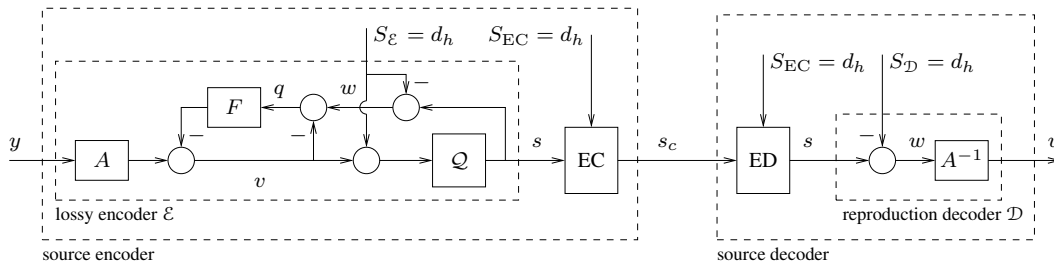 S_ℰ = d_h
S_EC = d_h
S_EC = d_h
S_𝒟 = d_h
F
q
w
−
−
−
−
y
A
v
𝒬
s
EC
s_c
ED
s
w
A⁻¹
lossy encoder ℰ
reproduction decoder 𝒟
source encoder
source decoder